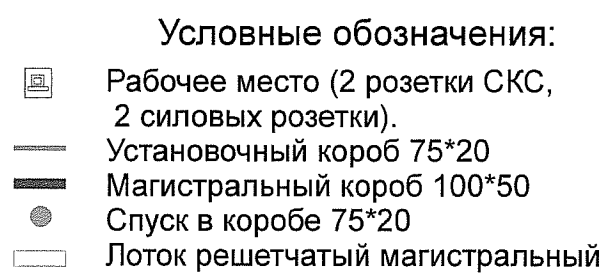 Условные обозначения:
Рабочее место (2 розетки СКС,
2 силовых розетки).
Установочный короб 75*20
Магистральный короб 100*50
Спуск в коробе 75*20
Лоток решетчатый магистральный